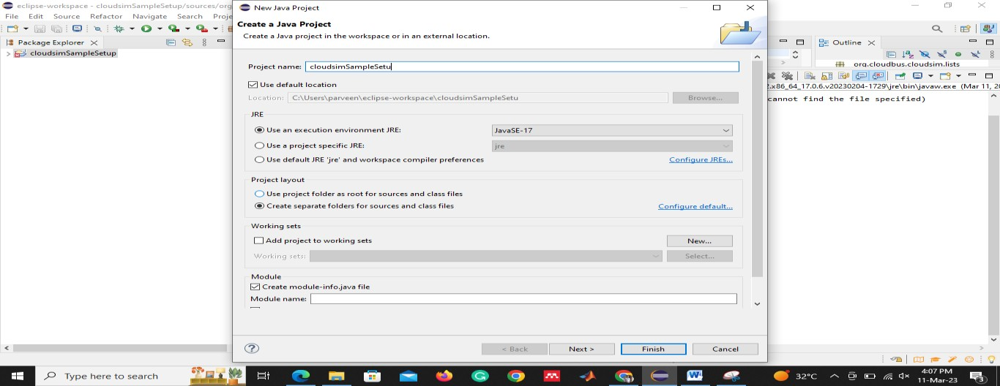 eclipse-workspace - cloudsimSampleSetup/sources/org
File Edit Source Refactor Navigate Search Proje
Package Explorer
cloudsimSampleSetup
New Java Project
Create a Java Project
Create a Java project in the workspace or in an external location.
Project name: cloudsimSampleSetu
Use default location
Location: C:\Users\parveen\eclipse-workspace\cloudsimSampleSetu Browse...
JRE
Use an execution environment JRE: JavaSE-17
Use a project specific JRE: jre
Use default JRE 'jre' and workspace compiler preferences Configure JREs...
Project layout
Use project folder as root for sources and class files
Create separate folders for sources and class files Configure default...
Working sets
Add project to working sets New...
Working sets: Select...
Module
Create module-info.java file
Module name:
? < Back Next > Finish Cancel
Outline
org.cloudbus.cloudsim.lists
2.x86_64_17.0.6.v20230204-1729\jre\bin\javaw.exe (Mar 11, 20
cannot find the file specified)
Type here to search
32°C
4:07 PM
11-Mar-23
3